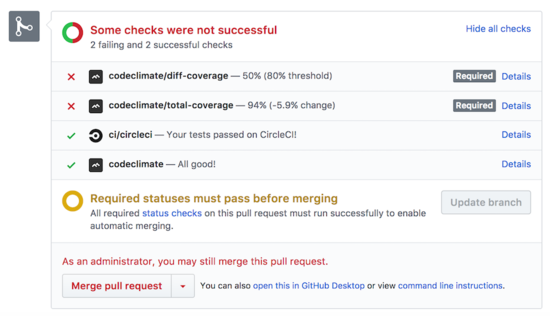 Some checks were not successful
Hide all checks
2 failing and 2 successful checks
codeclimate/diff-coverage — 50% (80% threshold) Required Details
codeclimate/total-coverage — 94% (-5.9% change) Required Details
ci/circleci — Your tests passed on CircleCI! Details
codeclimate — All good! Details
Required statuses must pass before merging
Update branch
All required status checks on this pull request must run successfully to enable
automatic merging.
As an administrator, you may still merge this pull request.
Merge pull request You can also open this in GitHub Desktop or view command line instructions.